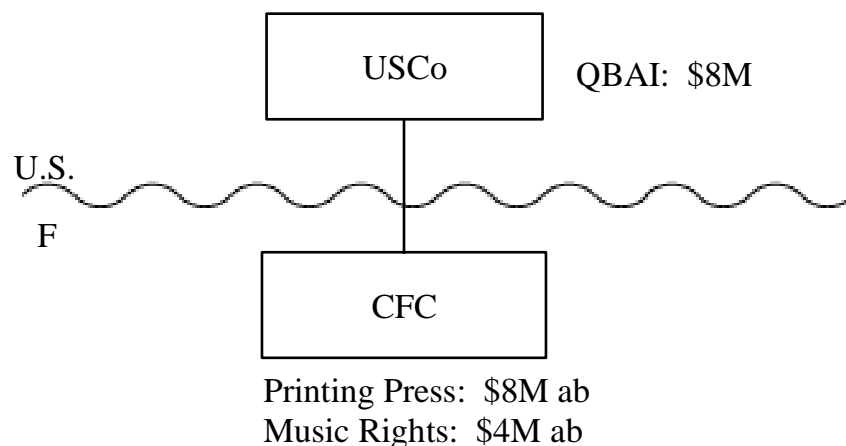 USCo
QBAI: $8M
U.S.
F
CFC
Printing Press: $8M ab
Music Rights: $4M ab